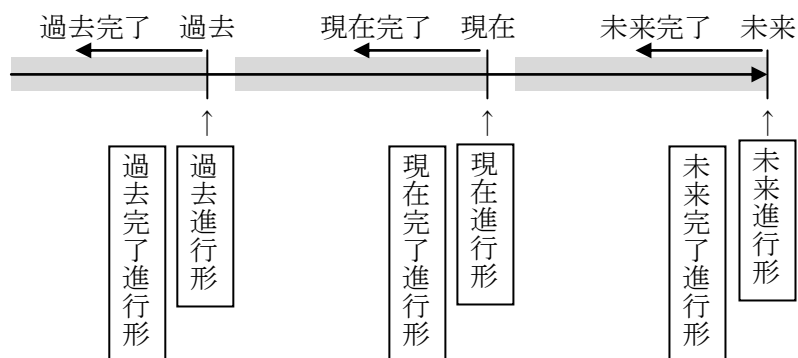 過去完了 過去 現在完了 現在 未来完了 未来
↑ ↑ ↑
過去完了進行形
過去進行形
現在完了進行形
現在進行形
未来完了進行形
未来進行形